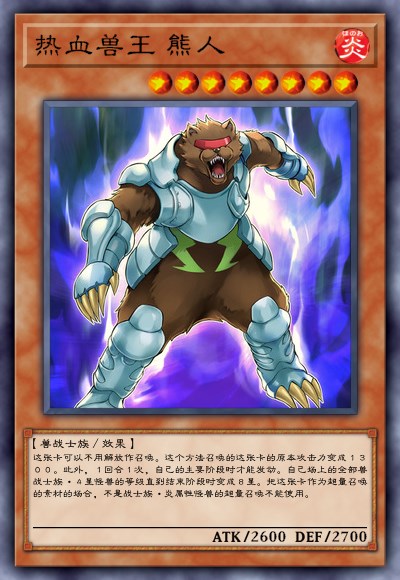 热血兽王 熊人
ほのお
炎
【兽战士族／效果】
这张卡可以不用解放作召唤。这个方法召唤的这张卡的原本攻击力变成１３
００。此外，１回合１次，自己的主要阶段时才能发动。自己场上的全部兽
战士族・４星怪兽的等级直到结束阶段时变成８星。把这张卡作为超量召唤
的素材的场合，不是战士族・炎属性怪兽的超量召唤不能使用。
ATK/2600 DEF/2700